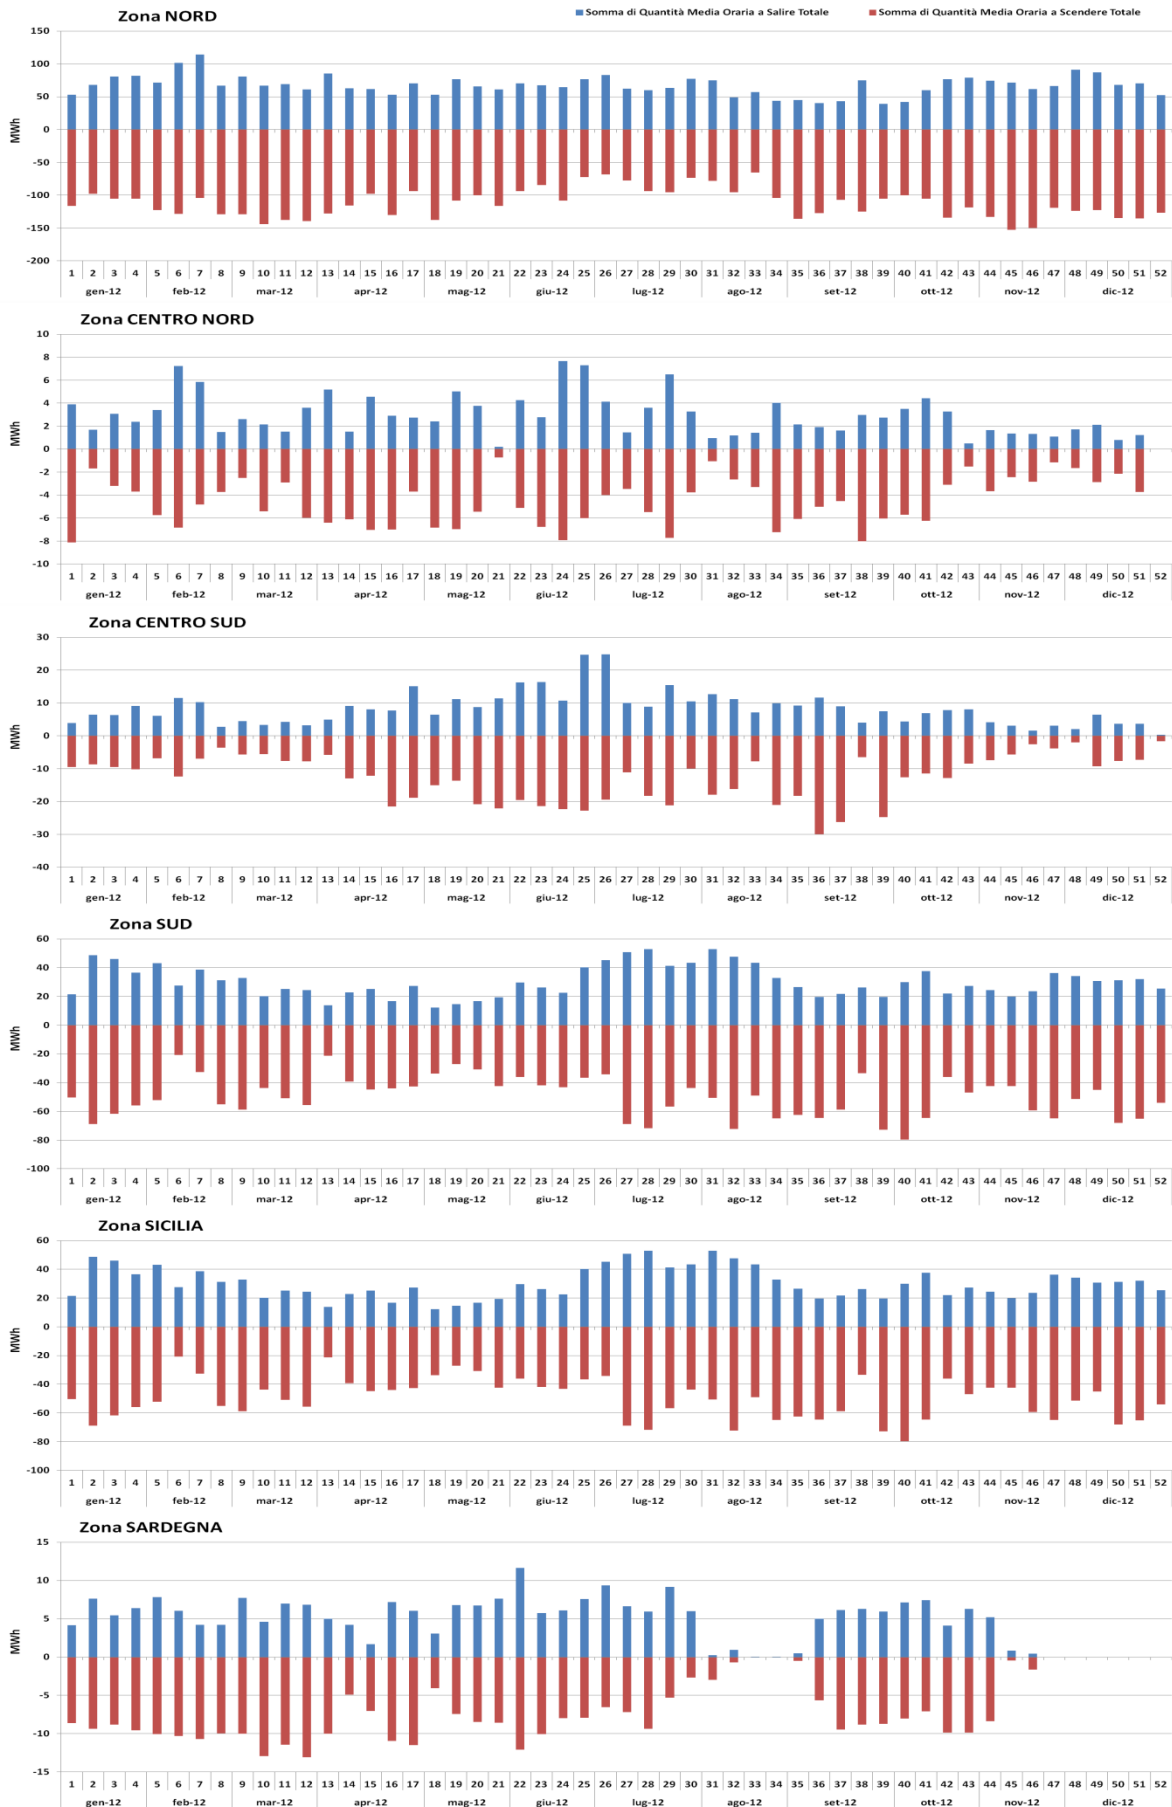 Zona NORD
Somma di Quantità Media Oraria a Salire Totale Somma di Quantità Media Oraria a Scendere Totale
150
100
50
0
-50
-100
-150
-200
MWh
1 2 3 4 5 6 7 8 9 10 11 12 13 14 15 16 17 18 19 20 21 22 23 24 25 26 27 28 29 30 31 32 33 34 35 36 37 38 39 40 41 42 43 44 45 46 47 48 49 50 51 52
gen-12 feb-12 mar-12 apr-12 mag-12 giu-12 lug-12 ago-12 set-12 ott-12 nov-12 dic-12
Zona CENTRO NORD
10
8
6
4
2
0
-2
-4
-6
-8
-10
MWh
1 2 3 4 5 6 7 8 9 10 11 12 13 14 15 16 17 18 19 20 21 22 23 24 25 26 27 28 29 30 31 32 33 34 35 36 37 38 39 40 41 42 43 44 45 46 47 48 49 50 51 52
gen-12 feb-12 mar-12 apr-12 mag-12 giu-12 lug-12 ago-12 set-12 ott-12 nov-12 dic-12
Zona CENTRO SUD
30
20
10
0
-10
-20
-30
-40
MWh
1 2 3 4 5 6 7 8 9 10 11 12 13 14 15 16 17 18 19 20 21 22 23 24 25 26 27 28 29 30 31 32 33 34 35 36 37 38 39 40 41 42 43 44 45 46 47 48 49 50 51 52
gen-12 feb-12 mar-12 apr-12 mag-12 giu-12 lug-12 ago-12 set-12 ott-12 nov-12 dic-12
Zona SUD
60
40
20
0
-20
-40
-60
-80
-100
MWh
1 2 3 4 5 6 7 8 9 10 11 12 13 14 15 16 17 18 19 20 21 22 23 24 25 26 27 28 29 30 31 32 33 34 35 36 37 38 39 40 41 42 43 44 45 46 47 48 49 50 51 52
gen-12 feb-12 mar-12 apr-12 mag-12 giu-12 lug-12 ago-12 set-12 ott-12 nov-12 dic-12
Zona SICILIA
60
40
20
0
-20
-40
-60
-80
-100
MWh
1 2 3 4 5 6 7 8 9 10 11 12 13 14 15 16 17 18 19 20 21 22 23 24 25 26 27 28 29 30 31 32 33 34 35 36 37 38 39 40 41 42 43 44 45 46 47 48 49 50 51 52
gen-12 feb-12 mar-12 apr-12 mag-12 giu-12 lug-12 ago-12 set-12 ott-12 nov-12 dic-12
Zona SARDEGNA
15
10
5
0
-5
-10
-15
MWh
1 2 3 4 5 6 7 8 9 10 11 12 13 14 15 16 17 18 19 20 21 22 23 24 25 26 27 28 29 30 31 32 33 34 35 36 37 38 39 40 41 42 43 44 45 46 47 48 49 50 51 52
gen-12 feb-12 mar-12 apr-12 mag-12 giu-12 lug-12 ago-12 set-12 ott-12 nov-12 dic-12